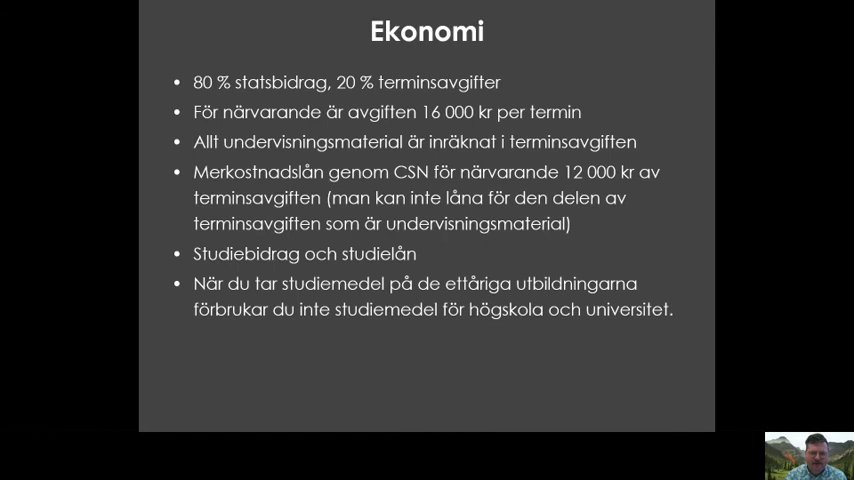 Ekonomi
• 80 % statsbidrag, 20 % terminsavgifter
• För närvarande är avgiften 16 000 kr per termin
• Allt undervisningsmaterial är inräknat i terminsavgiften
• Merkostnadslån genom CSN för närvarande 12 000 kr av
terminsavgiften (man kan inte låna för den delen av
terminsavgiften som är undervisningsmaterial)
• Studiebidrag och studielån
• När du tar studiemedel på de ettåriga utbildningarna
förbrukar du inte studiemedel för högskola och universitet.